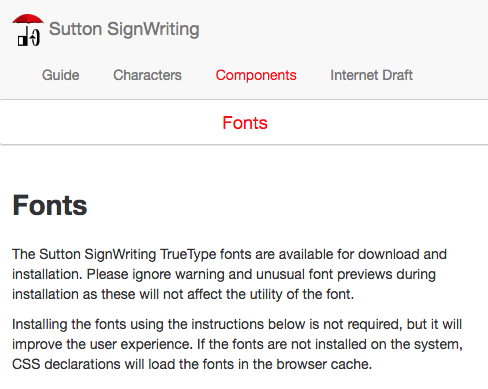 Sutton SignWriting
Guide Characters Components Internet Draft
Fonts
Fonts
The Sutton SignWriting TrueType fonts are available for download and
installation. Please ignore warning and unusual font previews during
installation as these will not affect the utility of the font.
Installing the fonts using the instructions below is not required, but it will
improve the user experience. If the fonts are not installed on the system,
CSS declarations will load the fonts in the browser cache.